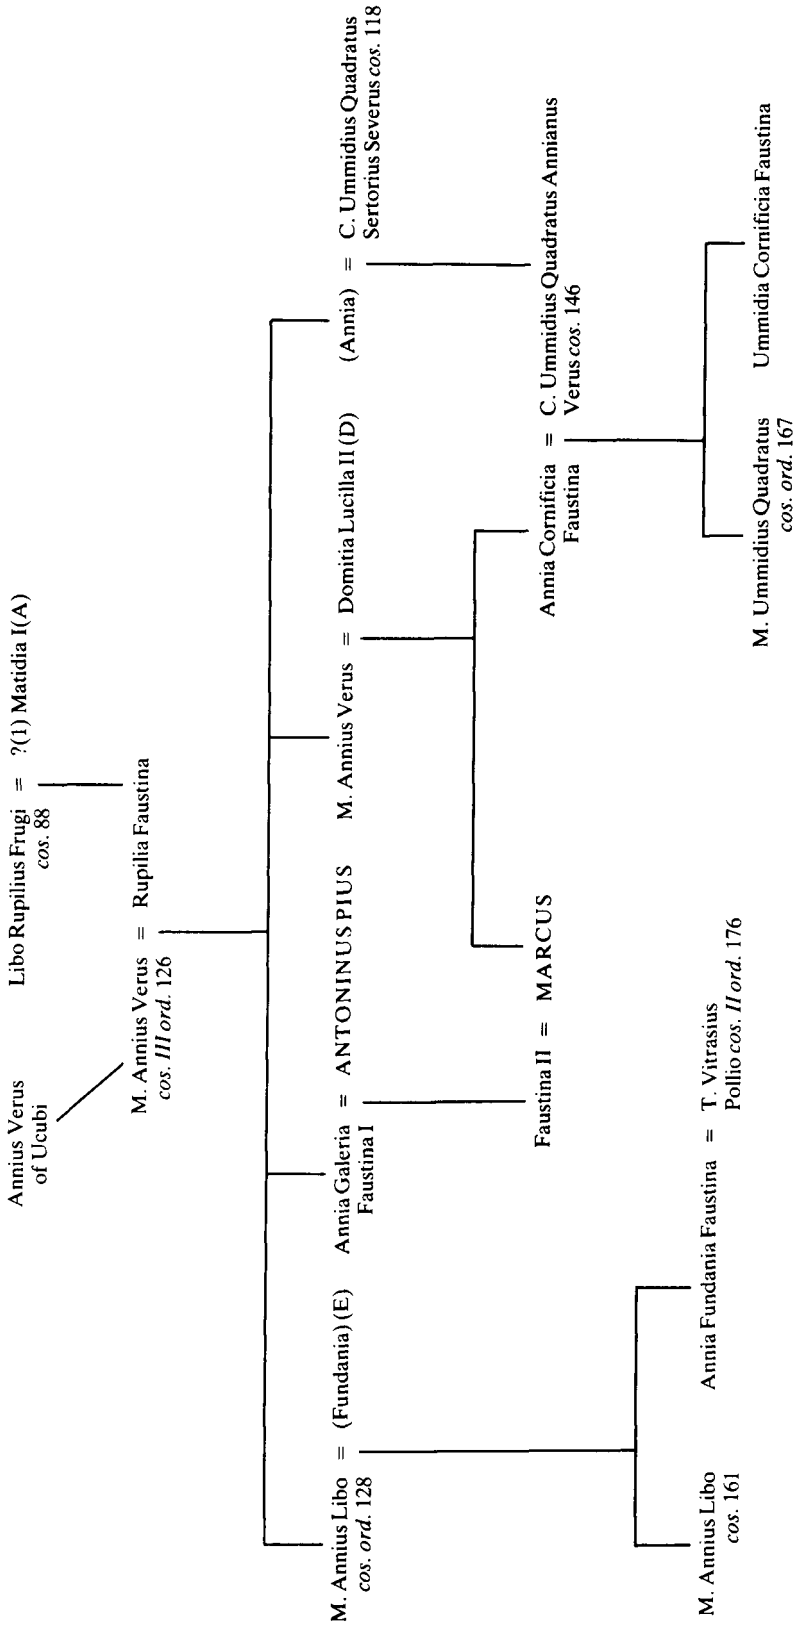 Annius Verus
of Ucubi
Libo Rupilius Frugi = ?(1) Matidia I(A)
cos. 88
M. Annius Verus = Rupilia Faustina
cos. III ord. 126
M. Annius Libo = (Fundania) (E)
cos. ord. 128
Annia Galeria = ANTONINUS PIUS
Faustina I
M. Annius Verus = Domitia Lucilla II (D)
(Annia) = C. Ummidius Quadratus
Sertorius Severus cos. 118
Faustina II = MARCUS
Annia Cornificia = C. Ummidius Quadratus Annianus
Faustina Verus cos. 146
M. Annius Libo
cos. 161
Annia Fundania Faustina = T. Vitrasius
Pollio cos. II ord. 176
M. Ummidius Quadratus
cos. ord. 167
Ummidia Cornificia Faustina